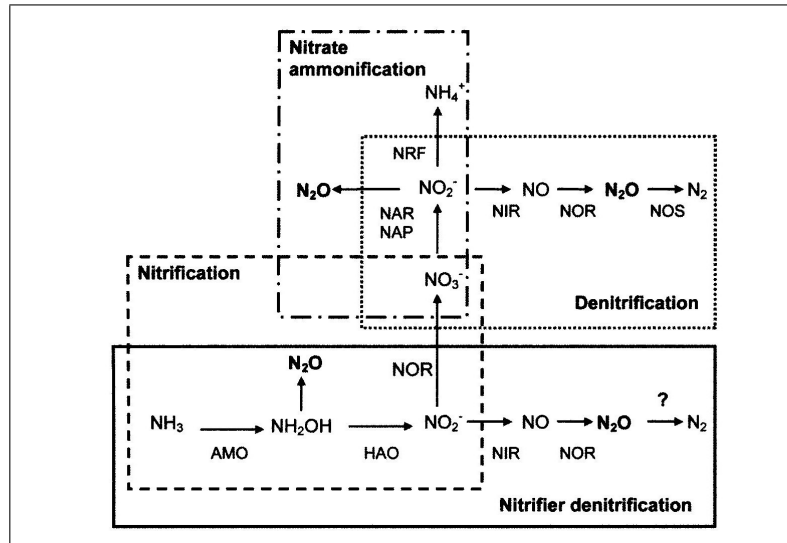 Nitrate
ammonification
NH₄⁺
NRF
N₂O NO₂⁻ NO N₂O N₂
NAR
NAP
NIR NOR NOS
Nitrification
NO₃⁻
Denitrification
N₂O
NOR
NH₃ NH₂OH NO₂⁻ NO N₂O ? N₂
AMO HAO NIR NOR
Nitrifier denitrification